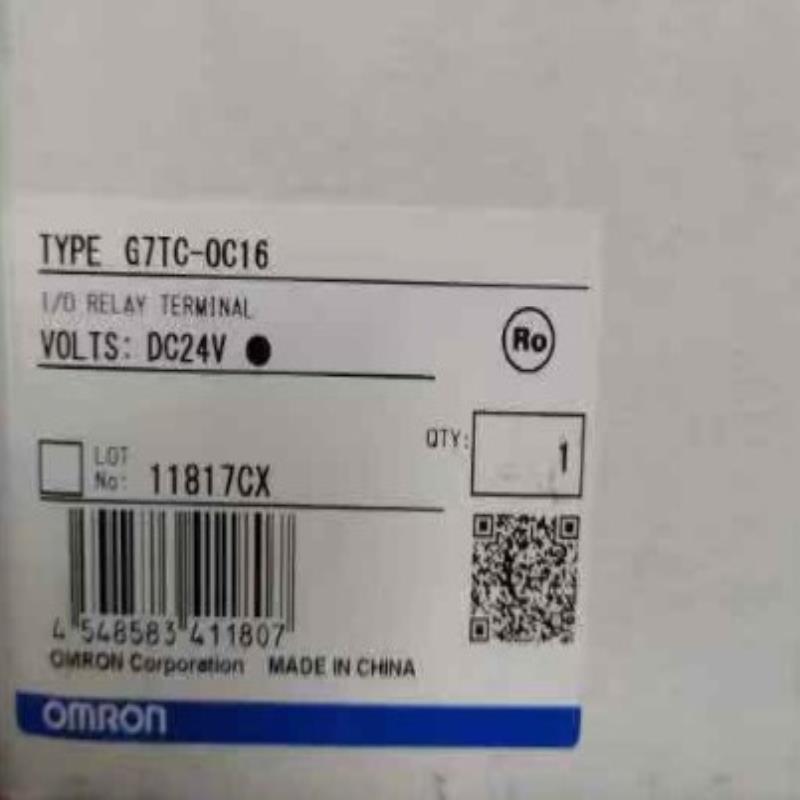 TYPE G7TC-OC16
I/O RELAY TERMINAL
VOLTS: DC24V
Ro
QTY: 1
LOT No: 11817CX
4 548583 411807
OMRON Corporation MADE IN CHINA
OMRON